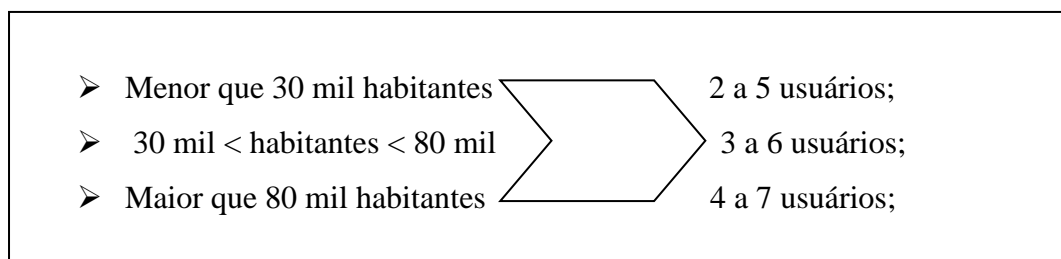 ➢ Menor que 30 mil habitantes 2 a 5 usuários;
➢ 30 mil < habitantes < 80 mil 3 a 6 usuários;
➢ Maior que 80 mil habitantes 4 a 7 usuários;